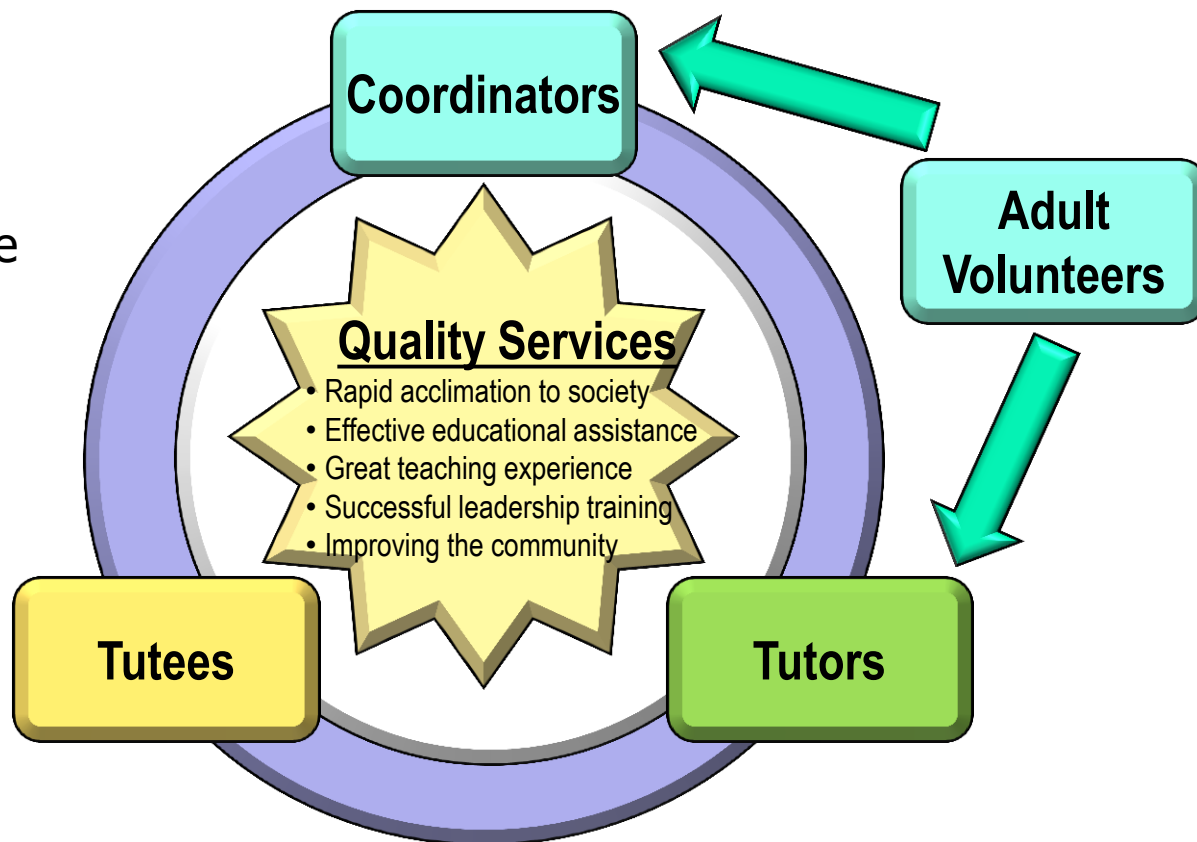 Coordinators
Adult
Volunteers
e
Quality Services
• Rapid acclimation to society
• Effective educational assistance
• Great teaching experience
• Successful leadership training
• Improving the community
Tutees
Tutors